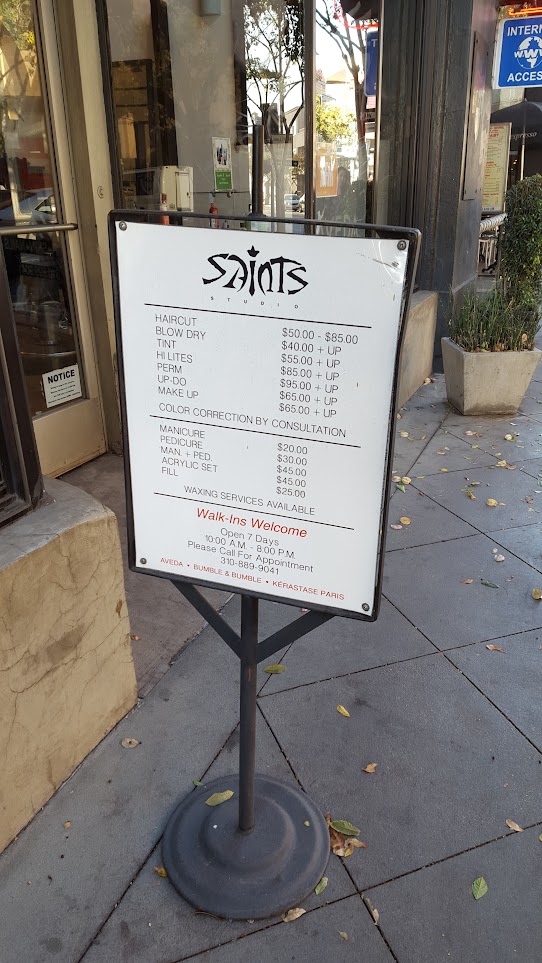 SAINTS
STUDIO
HAIRCUT $50.00 - $85.00
BLOW DRY $40.00 + UP
TINT $55.00 + UP
HI LITES $85.00 + UP
PERM $95.00 + UP
UP-DO $65.00 + UP
MAKE UP $65.00 + UP
COLOR CORRECTION BY CONSULTATION
MANICURE $20.00
PEDICURE $30.00
MAN. + PED. $45.00
ACRYLIC SET $45.00
FILL $25.00
WAXING SERVICES AVAILABLE
Walk-Ins Welcome
Open 7 Days
10:00 A.M. - 8:00 P.M
Please Call For Appointment
310-889-9041
AVEDA • BUMBLE & BUMBLE • KÉRASTASE PARIS
NOTICE
INTERN
WWW
ACCES